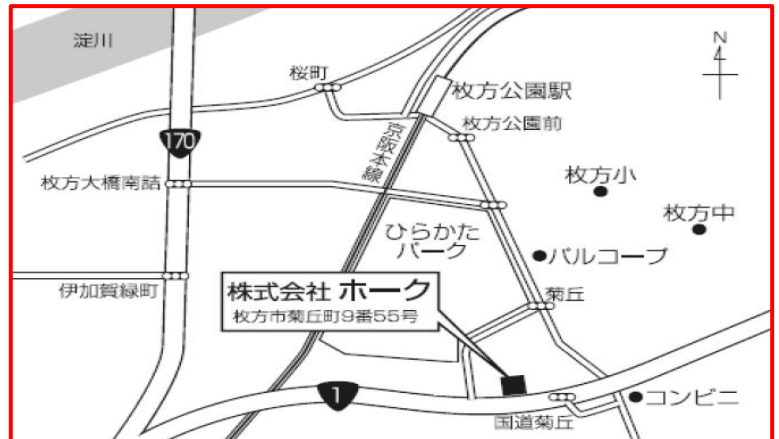 淀川
N
桜町
枚方公園駅
枚方公園前
170
京阪本線
枚方大橋南詰
枚方小
枚方中
ひらかた
パーク
パルコープ
伊加賀緑町
株式会社 ホーク
枚方市菊丘町9番55号
菊丘
1
コンビニ
国道菊丘